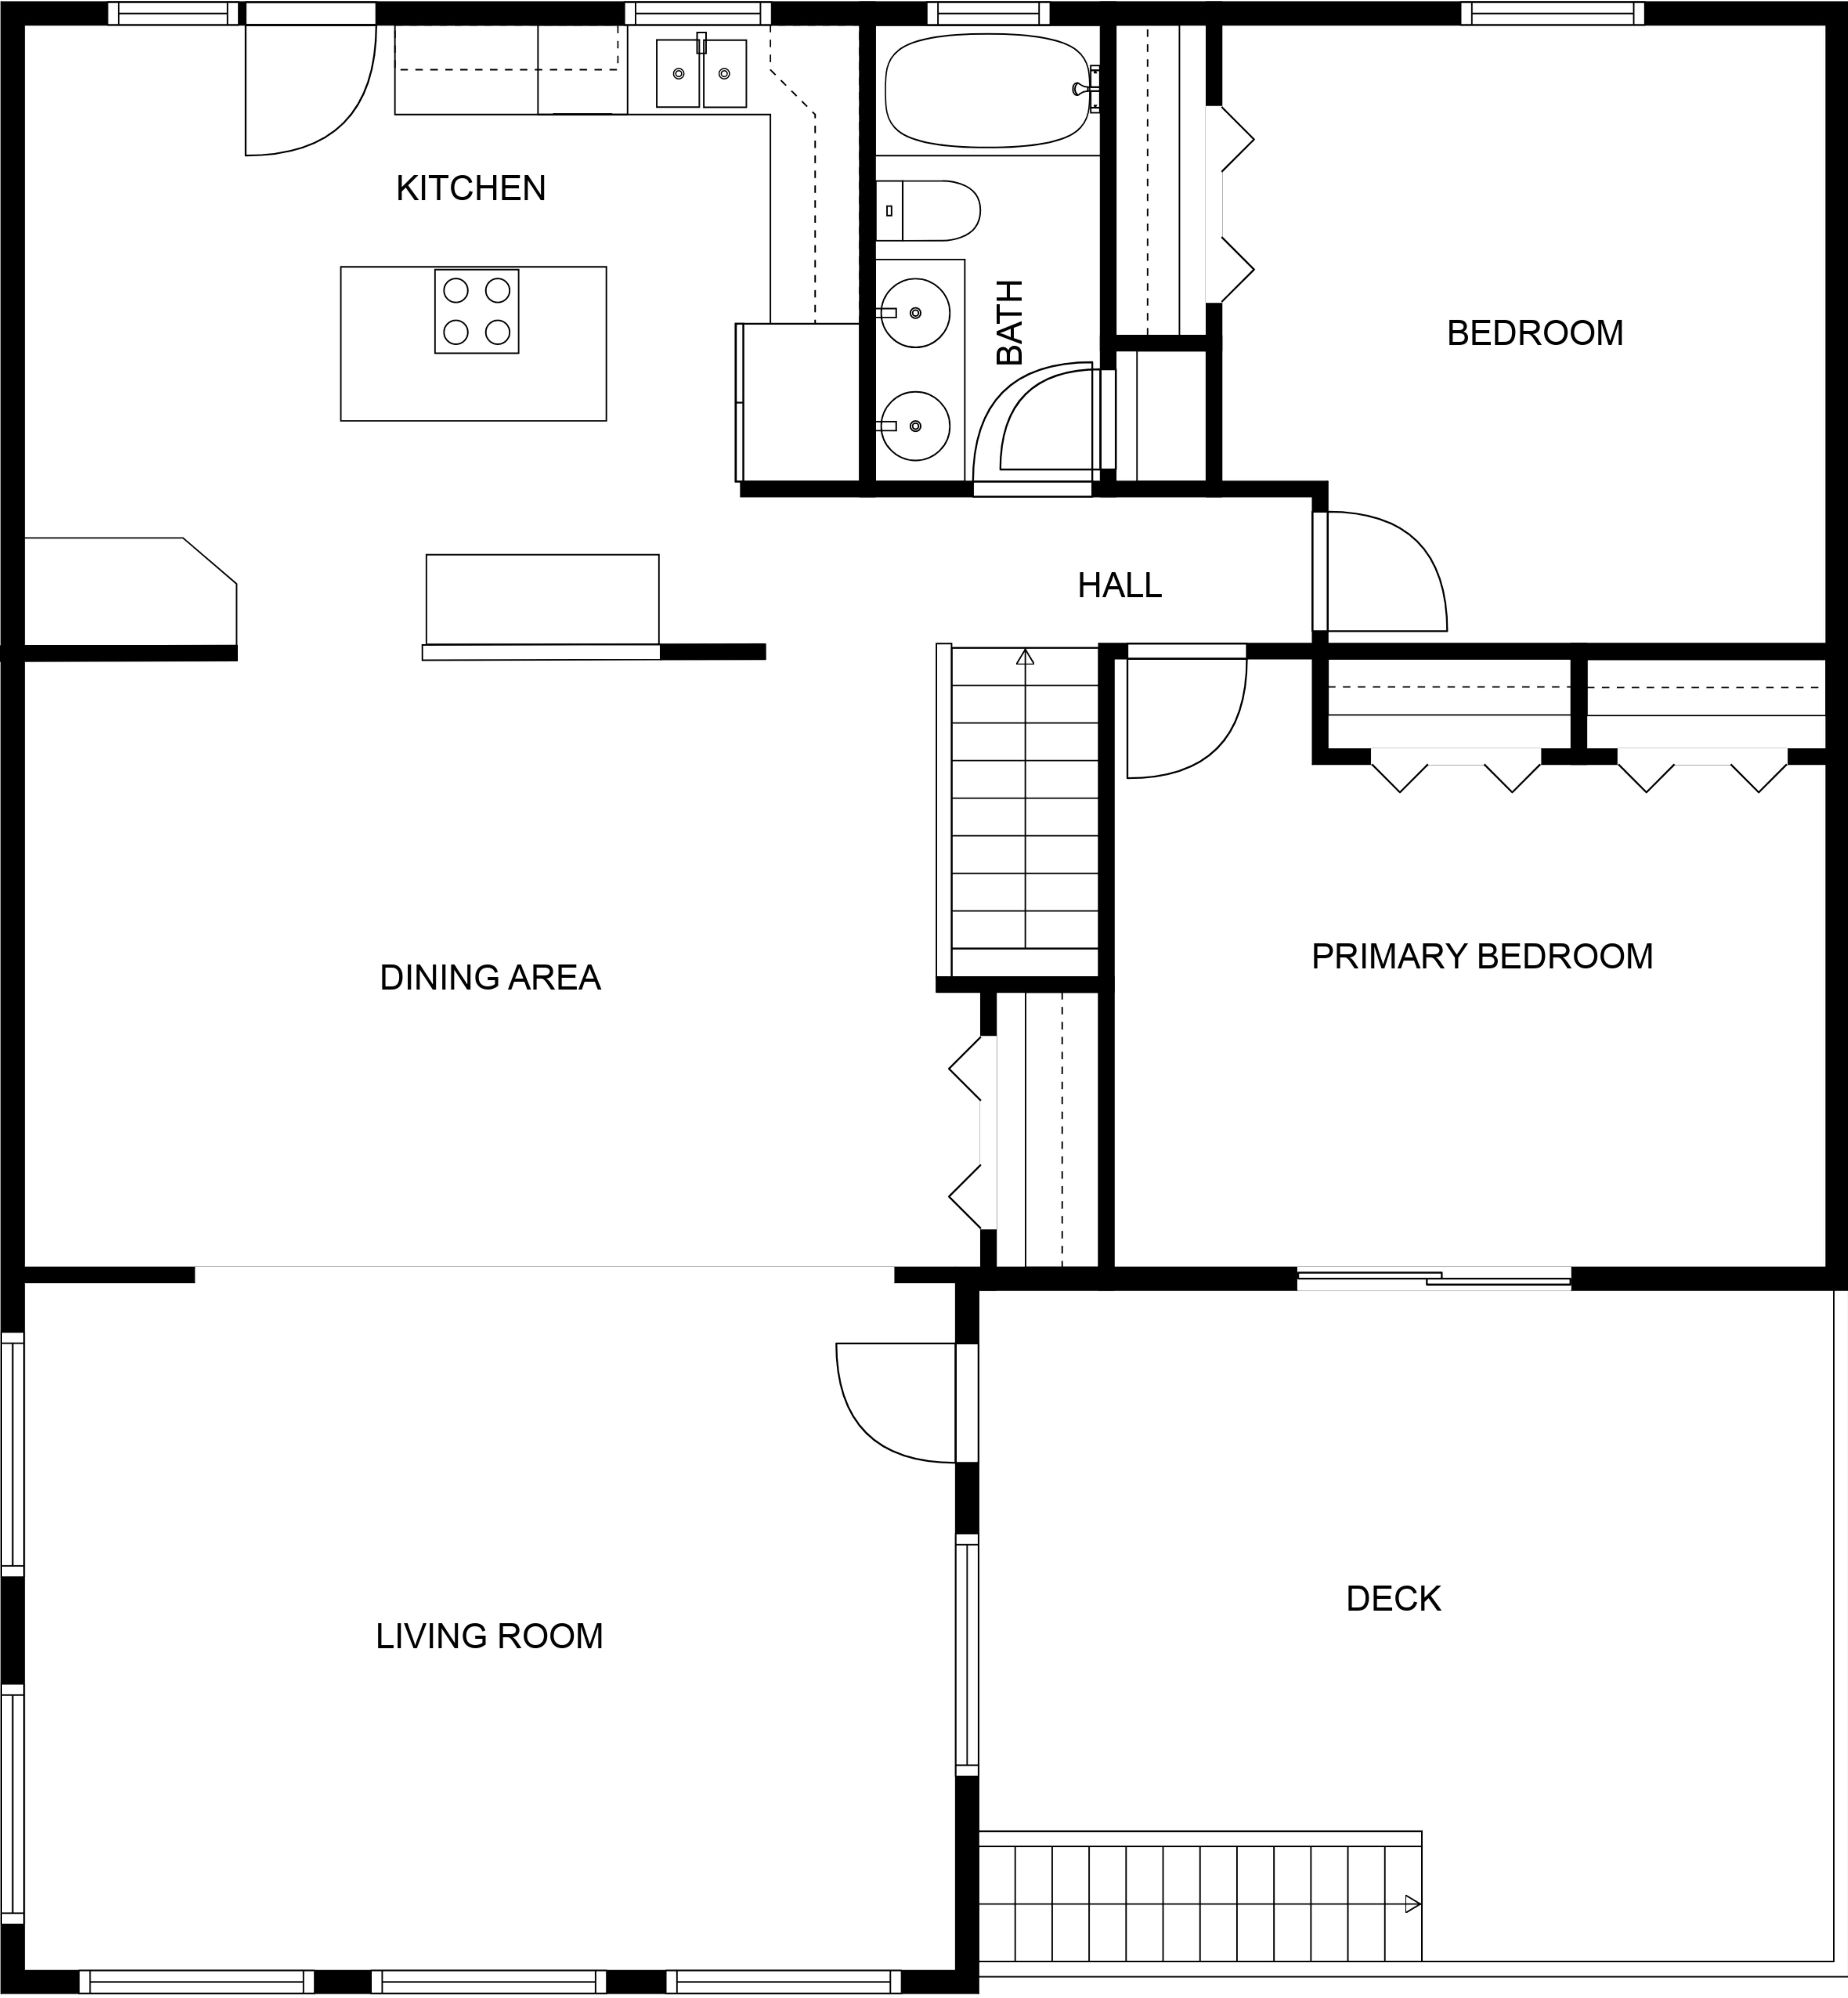 KITCHEN
BATH
BEDROOM
HALL
DINING AREA
PRIMARY BEDROOM
LIVING ROOM
DECK